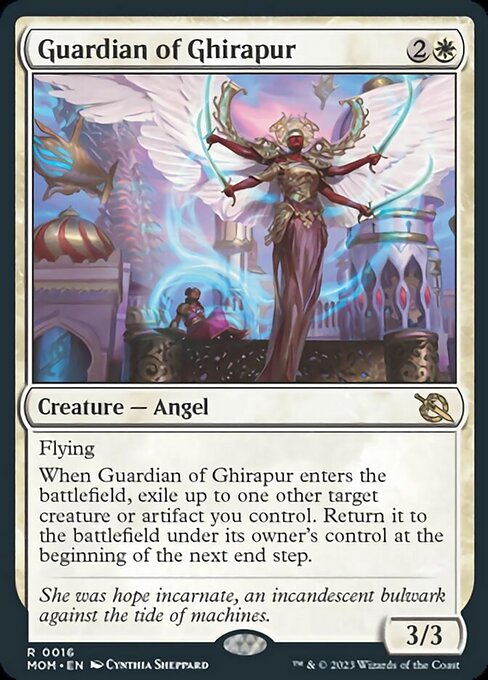 Guardian of Ghirapur 2
Creature — Angel
Flying
When Guardian of Ghirapur enters the
battlefield, exile up to one other target
creature or artifact you control. Return it to
the battlefield under its owner's control at the
beginning of the next end step.
She was hope incarnate, an incandescent bulwark
against the tide of machines.
3/3
R 0016
MOM • EN Cynthia Sheppard
™ & © 2023 Wizards of the Coast